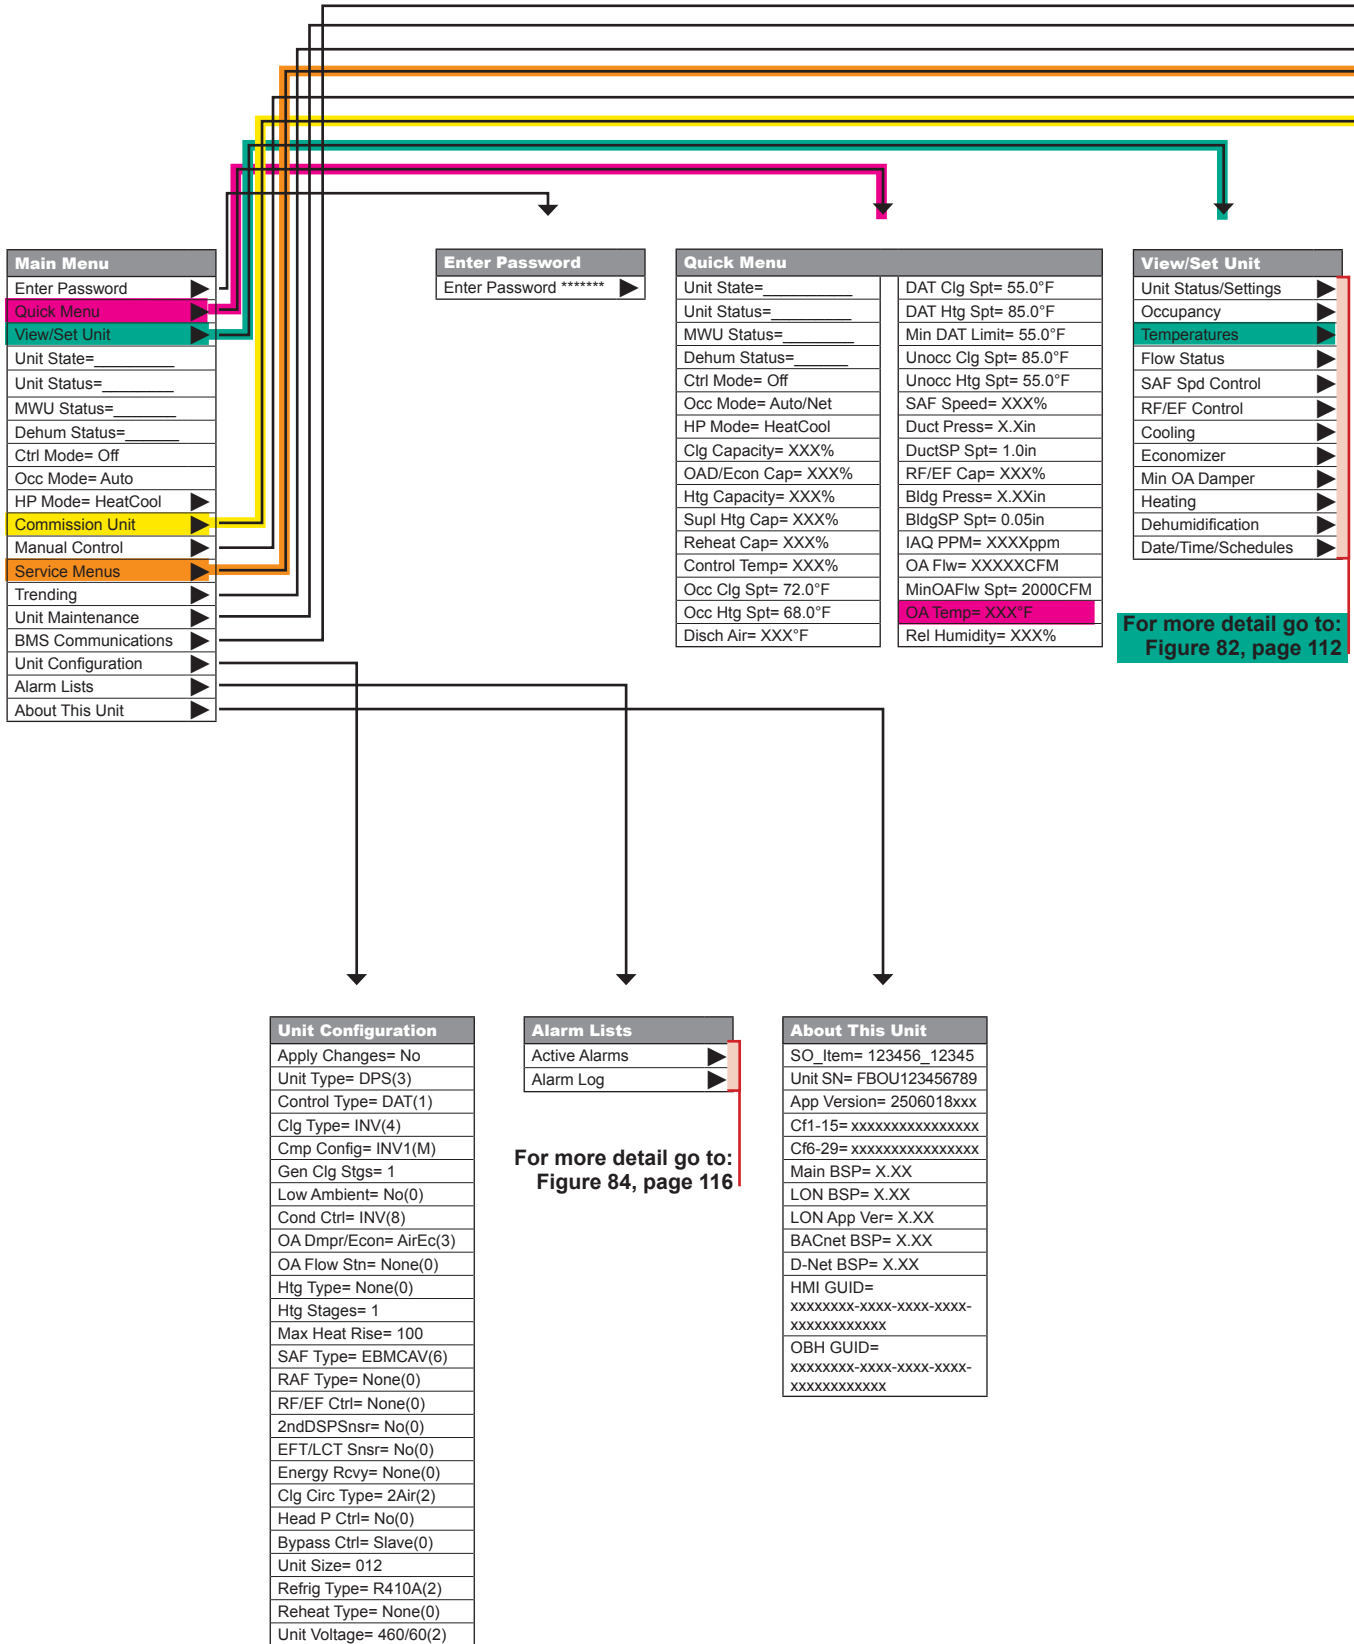 Main Menu
Enter Password
Quick Menu
View/Set Unit
Unit State=__________
Unit Status=________
MWU Status=_______
Dehum Status=______
Ctrl Mode= Off
Occ Mode= Auto
HP Mode= HeatCool
Commission Unit
Manual Control
Service Menus
Trending
Unit Maintenance
BMS Communications
Unit Configuration
Alarm Lists
About This Unit
Enter Password
Enter Password *******
Quick Menu
Unit State=__________
Unit Status=__________
MWU Status=________
Dehum Status=______
Ctrl Mode= Off
Occ Mode= Auto/Net
HP Mode= HeatCool
Clg Capacity= XXX%
OAD/Econ Cap= XXX%
Htg Capacity= XXX%
Supl Htg Cap= XXX%
Reheat Cap= XXX%
Control Temp= XXX%
Occ Clg Spt= 72.0°F
Occ Htg Spt= 68.0°F
Disch Air= XXX°F
DAT Clg Spt= 55.0°F
DAT Htg Spt= 85.0°F
Min DAT Limit= 55.0°F
Unocc Clg Spt= 85.0°F
Unocc Htg Spt= 55.0°F
SAF Speed= XXX%
Duct Press= X.Xin
DuctSP Spt= 1.0in
RF/EF Cap= XXX%
Bldg Press= X.XXin
BldgSP Spt= 0.05in
IAQ PPM= XXXXppm
OA Flw= XXXXXCFM
MinOAFlw Spt= 2000CFM
OA Temp= XXX°F
Rel Humidity= XXX%
View/Set Unit
Unit Status/Settings
Occupancy
Temperatures
Flow Status
SAF Spd Control
RF/EF Control
Cooling
Economizer
Min OA Damper
Heating
Dehumidification
Date/Time/Schedules
For more detail go to:
Figure 82, page 112
Unit Configuration
Apply Changes= No
Unit Type= DPS(3)
Control Type= DAT(1)
Clg Type= INV(4)
Cmp Config= INV1(M)
Gen Clg Stgs= 1
Low Ambient= No(0)
Cond Ctrl= INV(8)
OA Dmpr/Econ= AirEc(3)
OA Flow Stn= None(0)
Htg Type= None(0)
Htg Stages= 1
Max Heat Rise= 100
SAF Type= EBMCAV(6)
RAF Type= None(0)
RF/EF Ctrl= None(0)
2ndDSPSnsr= No(0)
EFT/LCT Snsr= No(0)
Energy Rcvy= None(0)
Clg Circ Type= 2Air(2)
Head P Ctrl= No(0)
Bypass Ctrl= Slave(0)
Unit Size= 012
Refrig Type= R410A(2)
Reheat Type= None(0)
Unit Voltage= 460/60(2)
Alarm Lists
Active Alarms
Alarm Log
For more detail go to:
Figure 84, page 116
About This Unit
SO_Item= 123456_12345
Unit SN= FBOU123456789
App Version= 2506018xxx
Cf1-15= xxxxxxxxxxxxxxxx
Cf6-29= xxxxxxxxxxxxxxxx
Main BSP= X.XX
LON BSP= X.XX
LON App Ver= X.XX
BACnet BSP= X.XX
D-Net BSP= X.XX
HMI GUID=
xxxxxxxx-xxxx-xxxx-xxxx-
xxxxxxxxxxxx
OBH GUID=
xxxxxxxx-xxxx-xxxx-xxxx-
xxxxxxxxxxxx